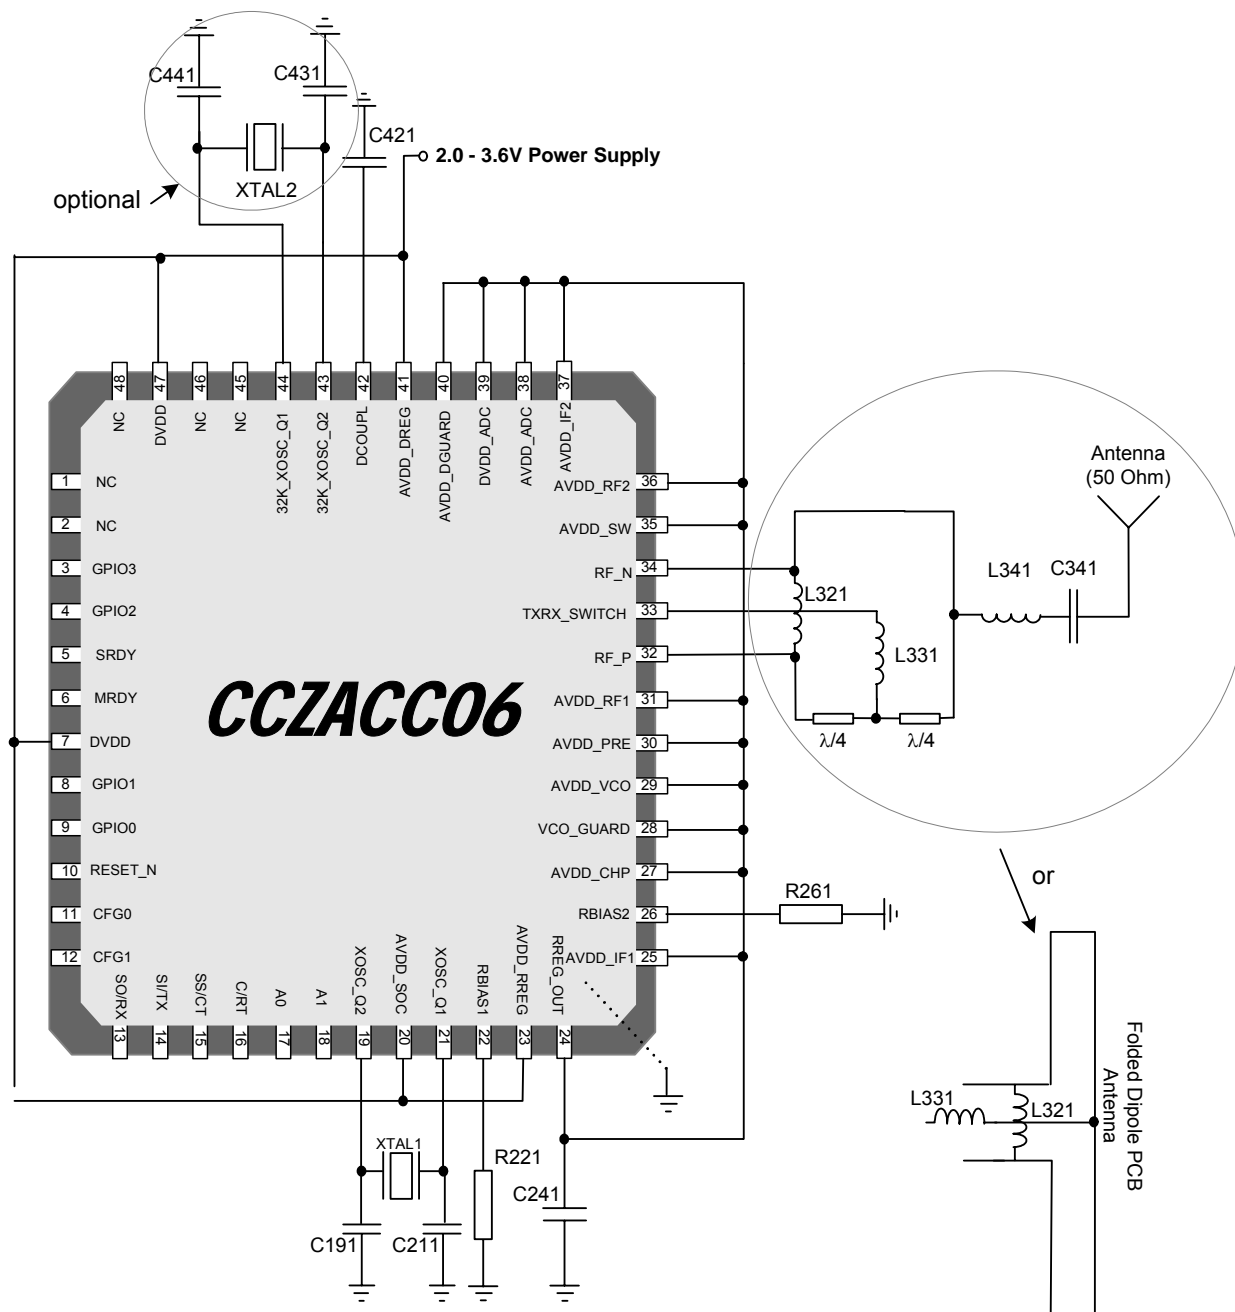 C441
C431
C421
2.0 - 3.6V Power Supply
XTAL2
optional
48
47
46
45
44
43
42
41
40
39
38
37
NC
DVDD
NC
NC
32K_XOSC_Q1
32K_XOSC_Q2
DCOUPL
AVDD_DREG
AVDD_DGUARD
DVDD_ADC
AVDD_ADC
AVDD_IF2
1 NC
2 NC
3 GPIO3
4 GPIO2
5 SRDY
6 MRDY
7 DVDD
8 GPIO1
9 GPIO0
10 RESET_N
11 CFG0
12 CFG1
CCZACC06
AVDD_RF2 36
AVDD_SW 35
RF_N 34
TXRX_SWITCH 33
RF_P 32
AVDD_RF1 31
AVDD_PRE 30
AVDD_VCO 29
VCO_GUARD 28
AVDD_CHP 27
RBIAS2 26
AVDD_IF1 25
SO/RX
SI/TX
SS/CT
C/RT
A0
A1
XOSC_Q2
AVDD_SOC
XOSC_Q1
RBIAS1
AVDD_RREG
RREG_OUT
13
14
15
16
17
18
19
20
21
22
23
24
Antenna
(50 Ohm)
L341
C341
L321
L331
λ/4
λ/4
R261
or
XTAL1
R221
C241
C191
C211
L331
L321
Folded Dipole PCB
Antenna